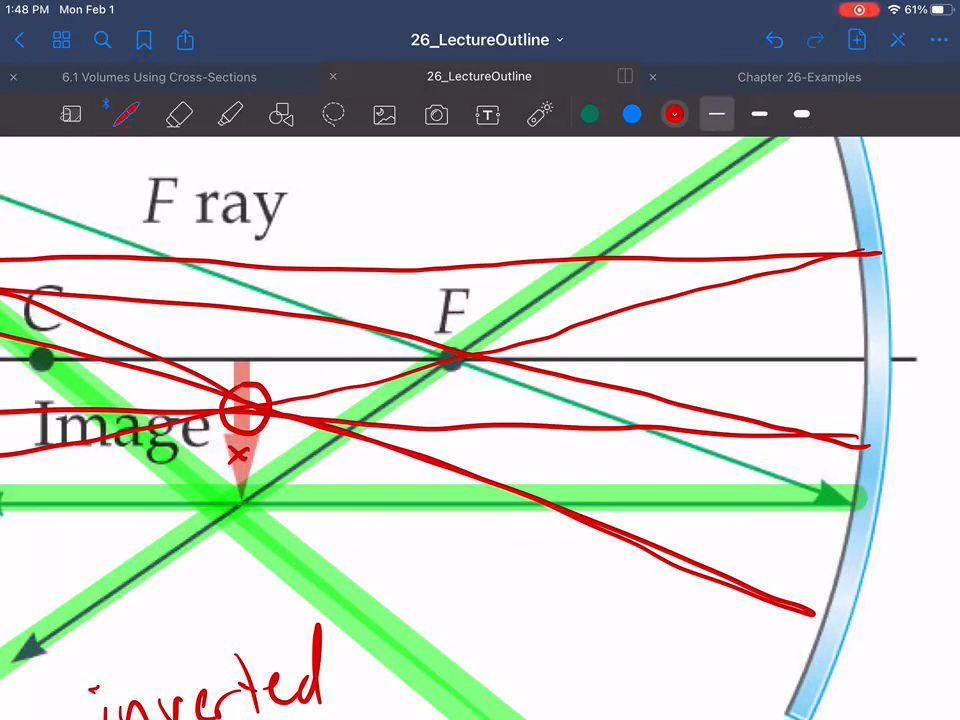 1:48 PM Mon Feb 1
61%
26_LectureOutline
6.1 Volumes Using Cross-Sections
26_LectureOutline
Chapter 26-Examples
F ray
C
F
Image
x
inverted